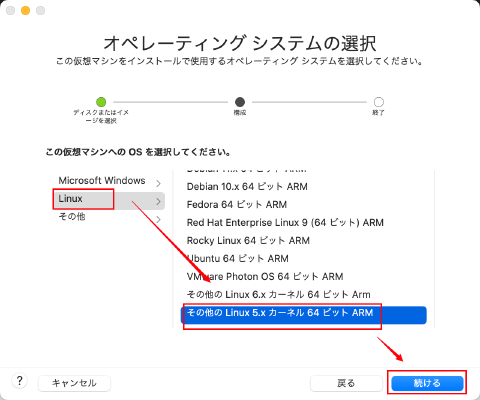 オペレーティング システムの選択
この仮想マシンをインストールで使用するオペレーティング システムを選択してください。
ディスクまたはイメ
ージを選択
構成
終了
この仮想マシンへの OS を選択してください。
Microsoft Windows
Linux
その他
Debian 11.x 64 ビット ARM
Debian 10.x 64 ビット ARM
Fedora 64 ビット ARM
Red Hat Enterprise Linux 9 (64 ビット) ARM
Rocky Linux 64 ビット ARM
Ubuntu 64 ビット ARM
VMware Photon OS 64 ビット ARM
その他の Linux 6.x カーネル 64 ビット Arm
その他の Linux 5.x カーネル 64 ビット ARM
?
キャンセル
戻る
続ける